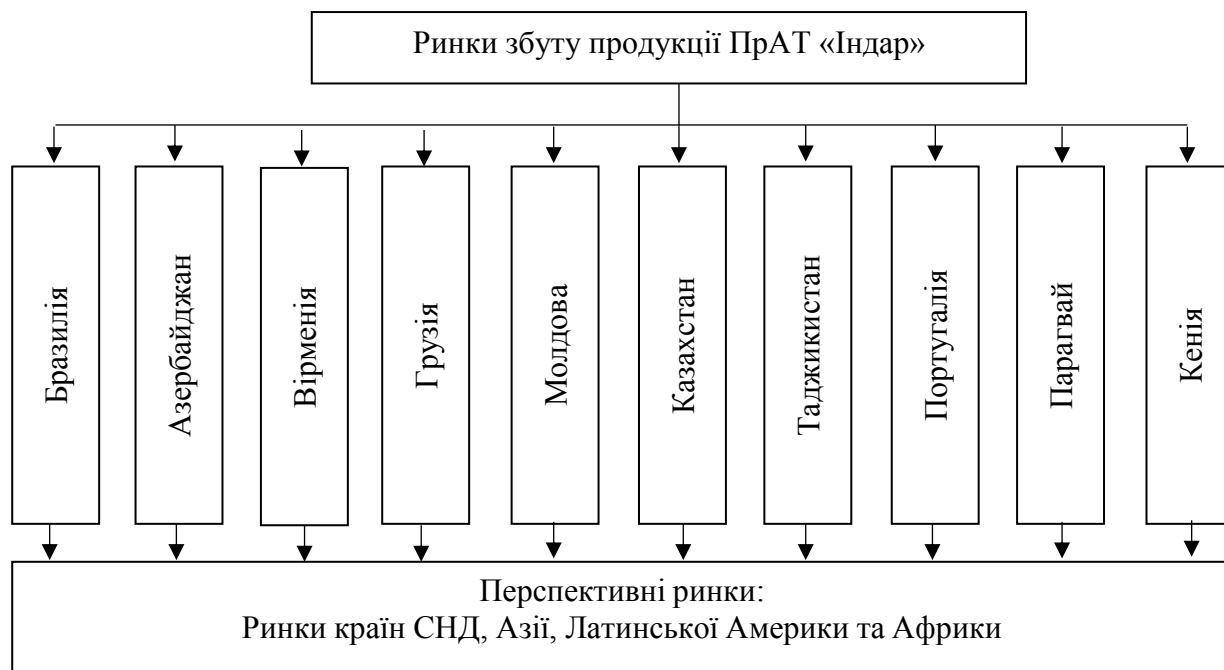 Ринки збуту продукції ПрАТ «Індар»
Бразилія
Азербайджан
Вірменія
Грузія
Молдова
Казахстан
Таджикистан
Португалія
Парагвай
Кенія
Перспективні ринки:
Ринки країн СНД, Азії, Латинської Америки та Африки